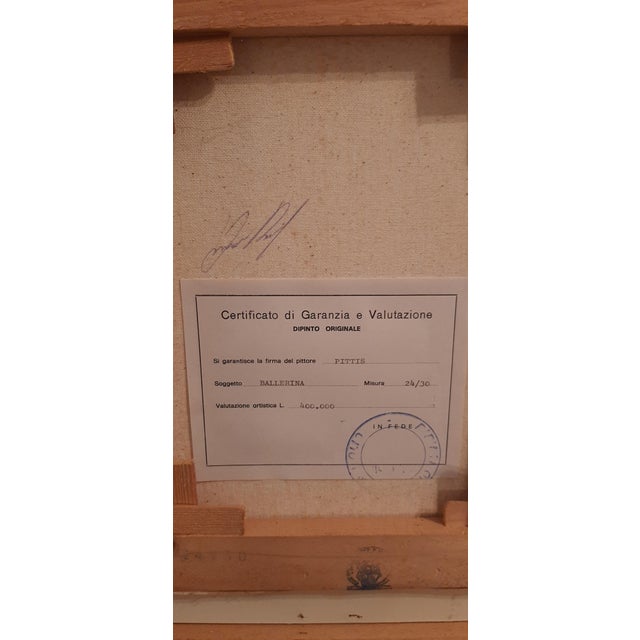 Certificato di Garanzia e Valutazione
DIPINTO ORIGINALE
Si garantisce la firma del pittore PITTIS
Soggetto BALLERINA Misura 24/30
Valutazione artistica L. 400.000
IN FEDE